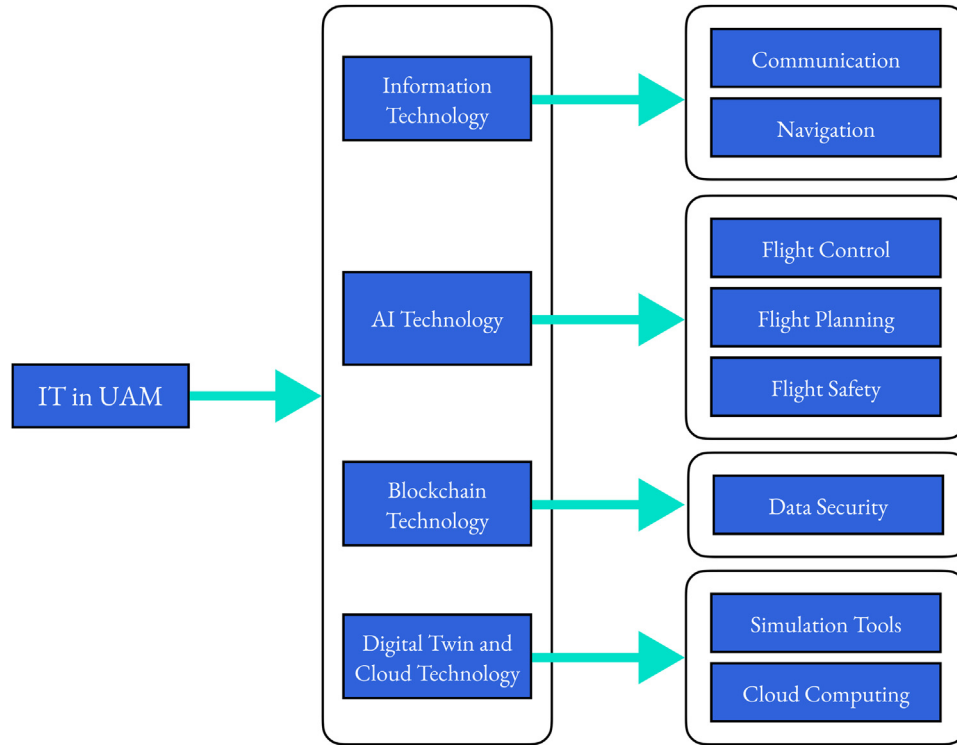 IT in UAM
Information
Technology
AI Technology
Blockchain
Technology
Digital Twin and
Cloud Technology
Communication
Navigation
Flight Control
Flight Planning
Flight Safety
Data Security
Simulation Tools
Cloud Computing